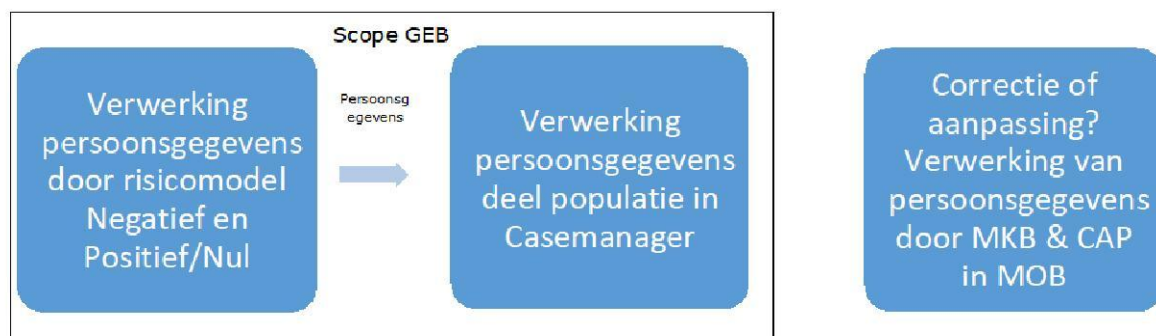 Scope GEB
Verwerking
persoonsgegevens
door risicomodel
Negatief en
Positief/Nul
Persoonsg
egevens
Verwerking
persoonsgegevens
deel populatie in
Casemanager
Correctie of
aanpassing?
Verwerking van
persoonsgegevens
door MKB & CAP
in MOB